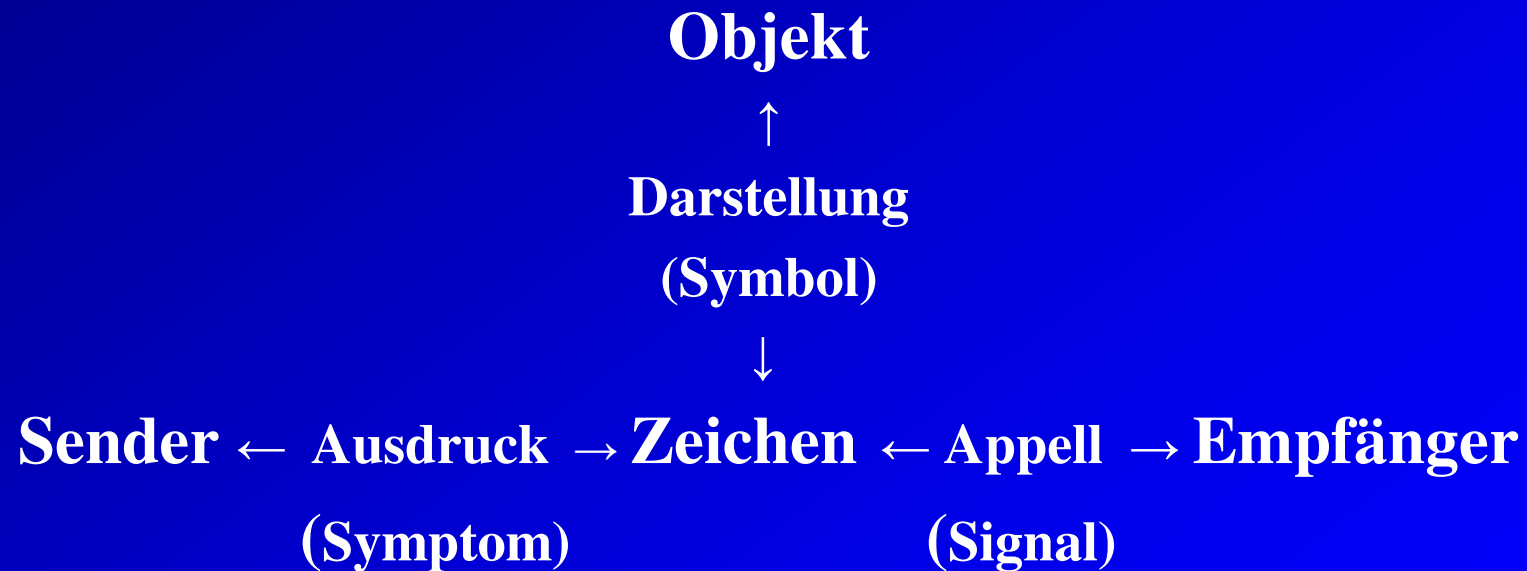 Objekt
↑
Darstellung
(Symbol)
↓
Sender ← Ausdruck → Zeichen ← Appell → Empfänger
(Symptom) (Signal)